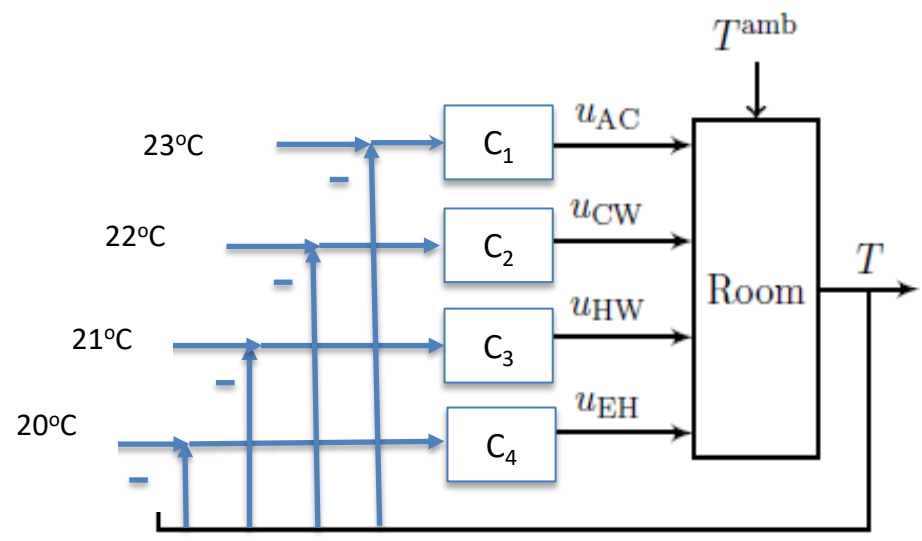 T^amb
23°C
C₁
u_AC
22°C
C₂
u_CW
Room
T
21°C
C₃
u_HW
20°C
C₄
u_EH